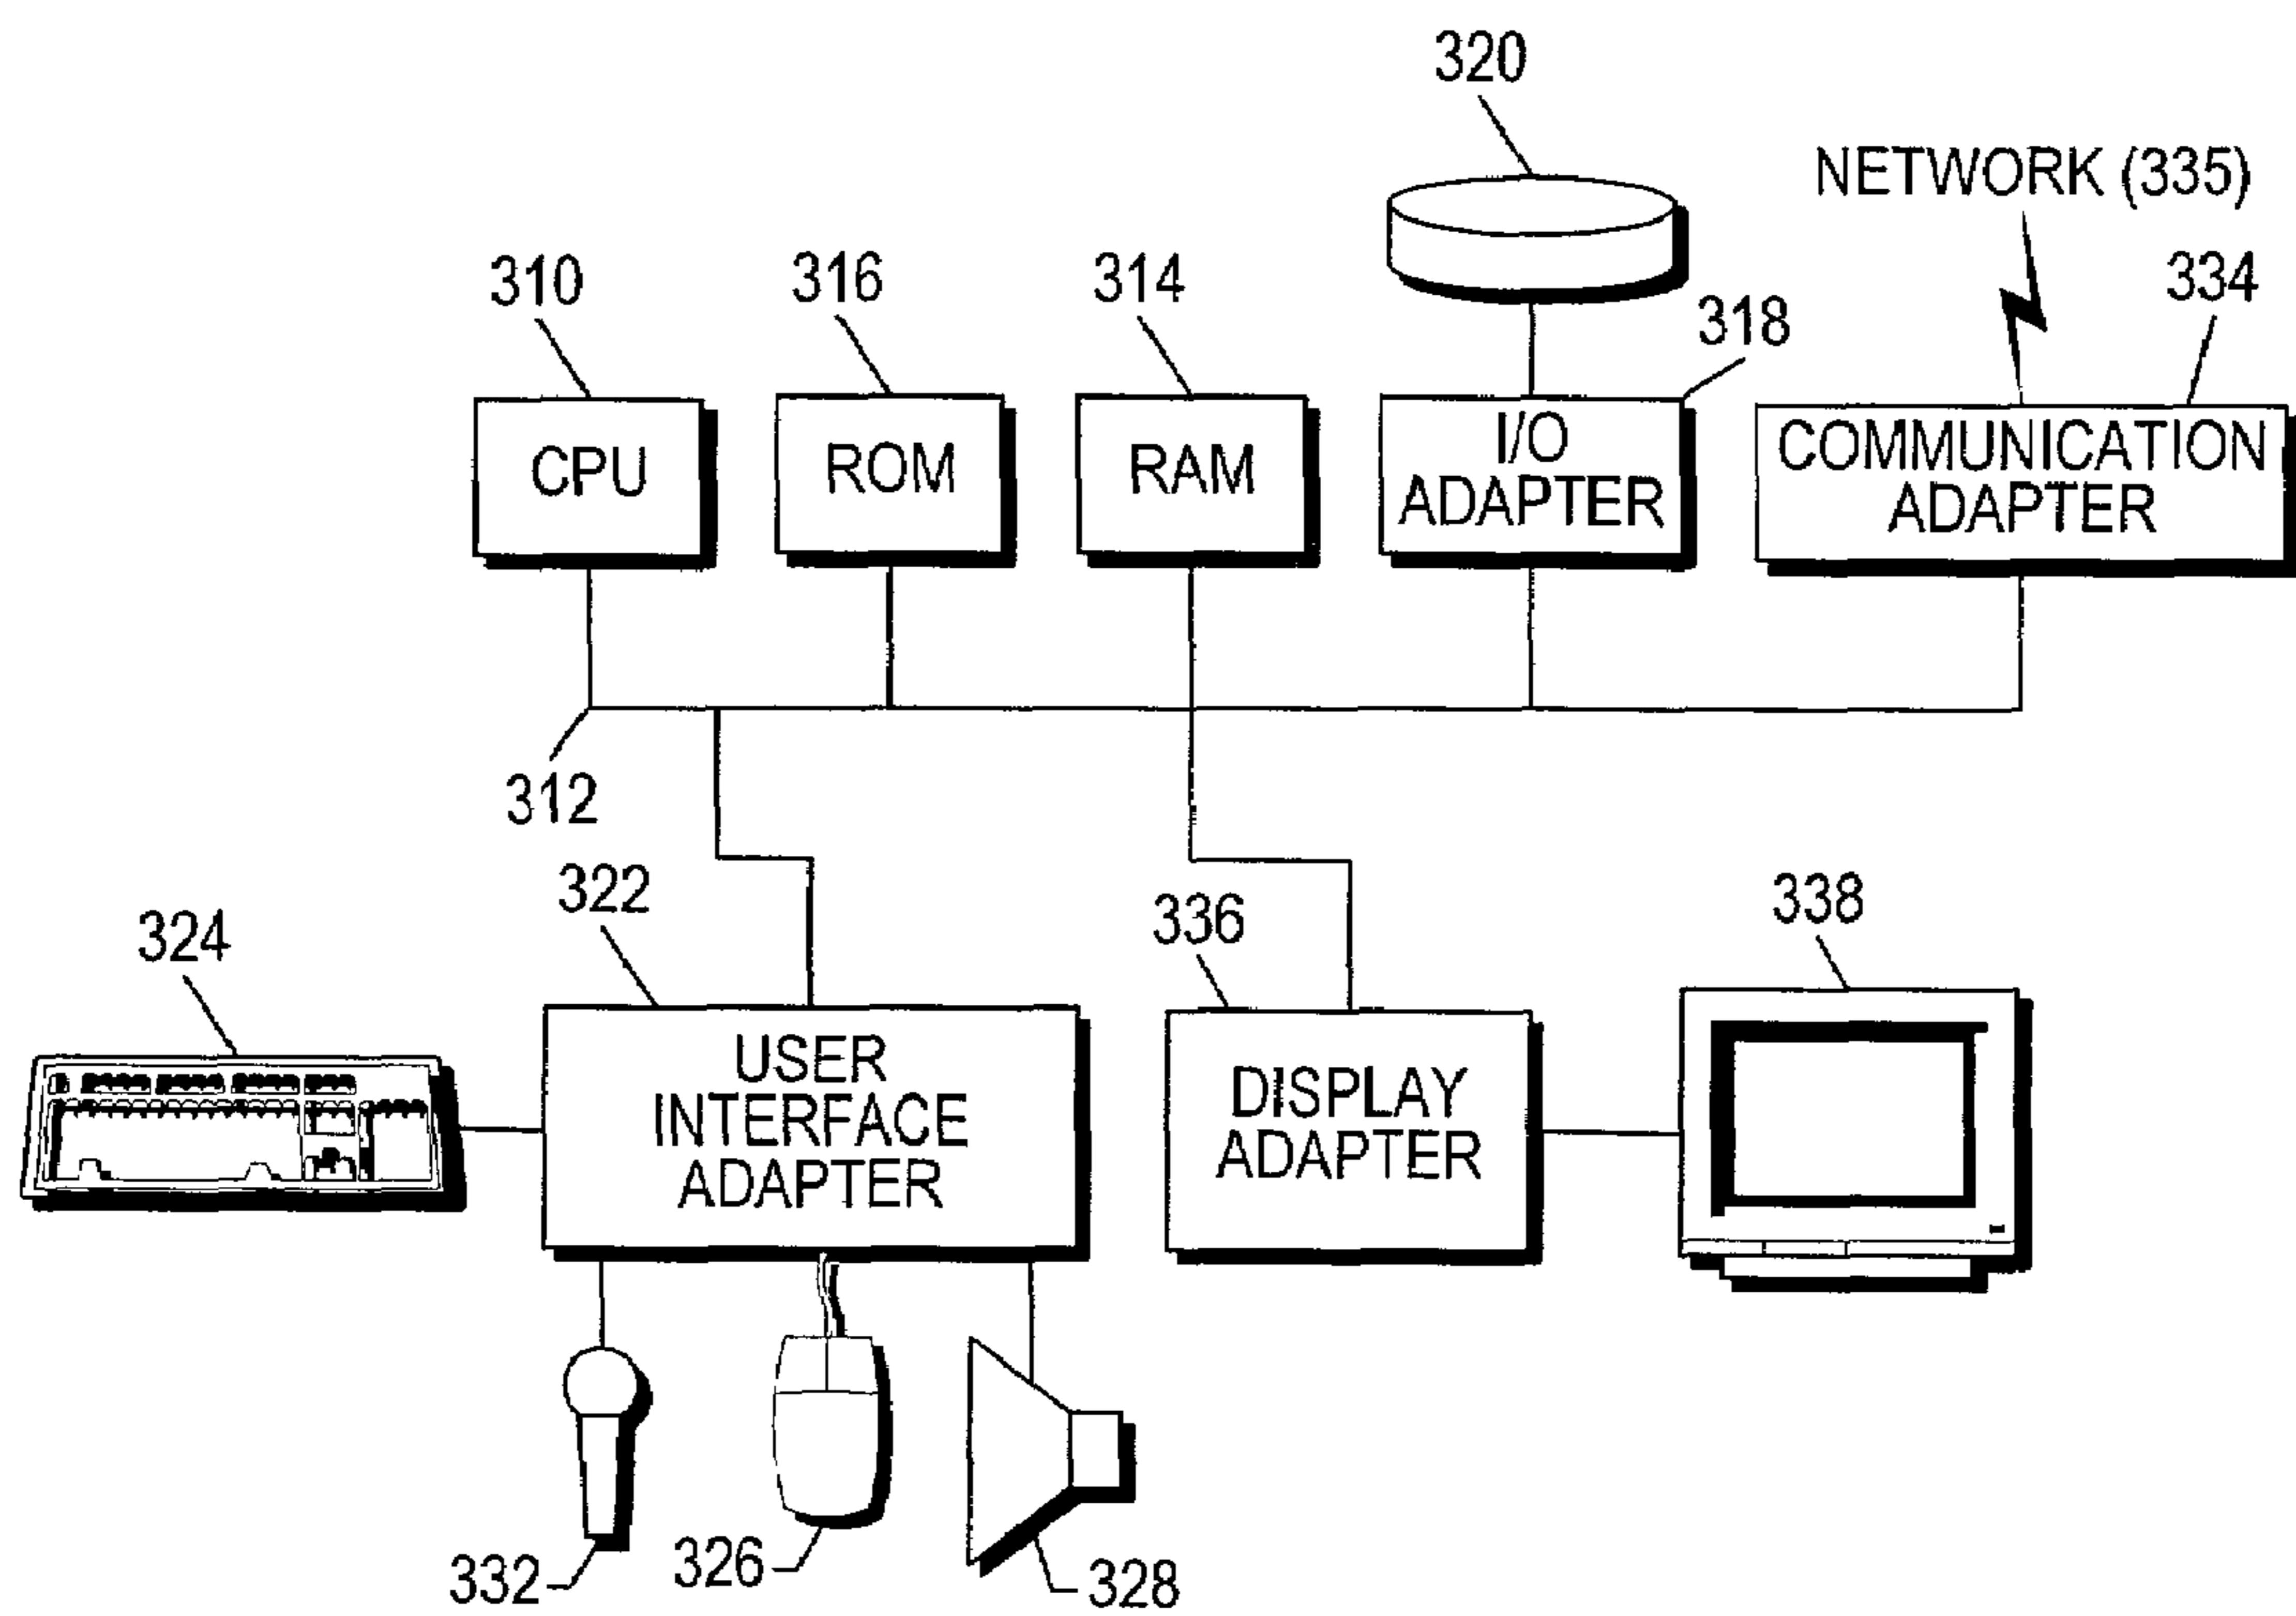 320
NETWORK (335)
310
316
314
334
318
CPU
ROM
RAM
I/O
ADAPTER
COMMUNICATION
ADAPTER
312
322
336
338
324
USER
INTERFACE
ADAPTER
DISPLAY
ADAPTER
332
326
328